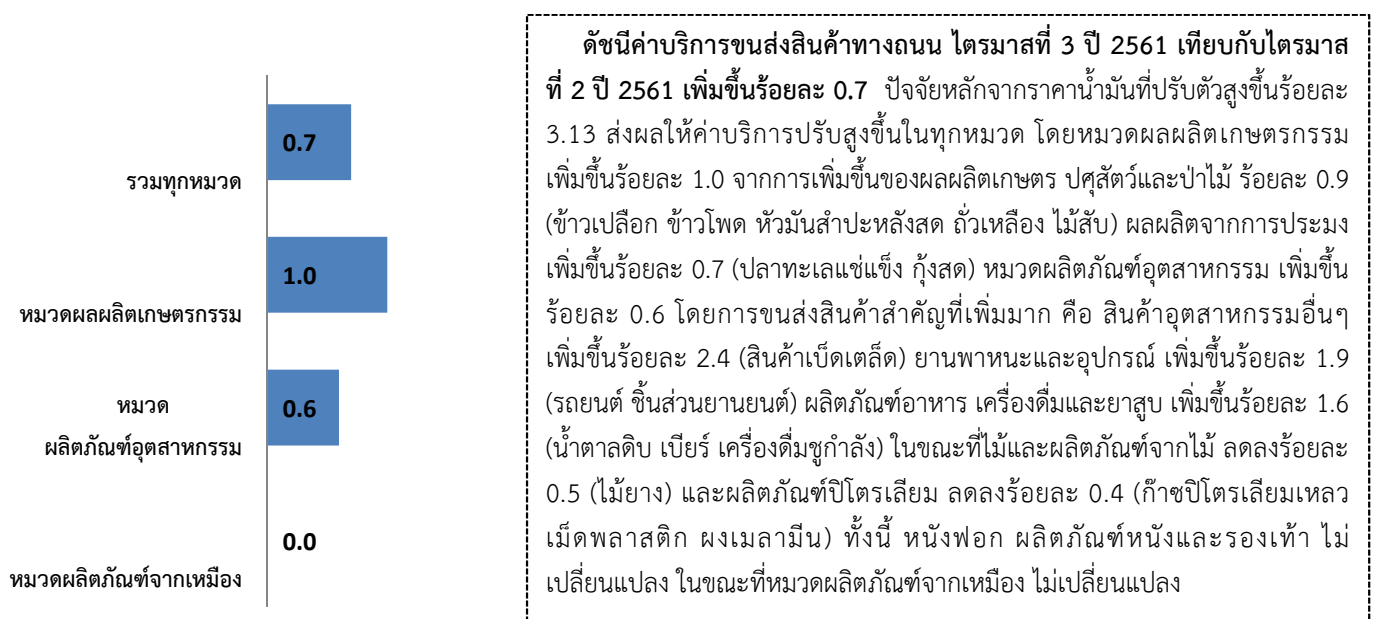 0.7
รวมทุกหมวด
1.0
หมวดผลผลิตเกษตรกรรม
หมวด
0.6
ผลิตภัณฑ์อุตสาหกรรม
0.0
หมวดผลิตภัณฑ์จากเหมือง
ดัชนีค่าบริการขนส่งสินค้าทางถนน ไตรมาสที่ 3 ปี 2561 เทียบกับไตรมาส
ที่ 2 ปี 2561 เพิ่มขึ้นร้อยละ 0.7 ปัจจัยหลักจากราคาน้ำมันที่ปรับตัวสูงขึ้นร้อยละ
3.13 ส่งผลให้ค่าบริการปรับสูงขึ้นในทุกหมวด โดยหมวดผลผลิตเกษตรกรรม
เพิ่มขึ้นร้อยละ 1.0 จากการเพิ่มขึ้นของผลผลิตเกษตร ปศุสัตว์และป่าไม้ ร้อยละ 0.9
(ข้าวเปลือก ข้าวโพด หัวมันสำปะหลังสด ถั่วเหลือง ไม้สับ) ผลผลิตจากการประมง
เพิ่มขึ้นร้อยละ 0.7 (ปลาทะเลแช่แข็ง กุ้งสด) หมวดผลิตภัณฑ์อุตสาหกรรม เพิ่มขึ้น
ร้อยละ 0.6 โดยการขนส่งสินค้าสำคัญที่เพิ่มมาก คือ สินค้าอุตสาหกรรมอื่นๆ
เพิ่มขึ้นร้อยละ 2.4 (สินค้าเบ็ดเตล็ด) ยานพาหนะและอุปกรณ์ เพิ่มขึ้นร้อยละ 1.9
(รถยนต์ ชิ้นส่วนยานยนต์) ผลิตภัณฑ์อาหาร เครื่องดื่มและยาสูบ เพิ่มขึ้นร้อยละ 1.6
(น้ำตาลดิบ เบียร์ เครื่องดื่มชูกำลัง) ในขณะที่ไม้และผลิตภัณฑ์จากไม้ ลดลงร้อยละ
0.5 (ไม้ยาง) และผลิตภัณฑ์ปิโตรเลียม ลดลงร้อยละ 0.4 (ก๊าซปิโตรเลียมเหลว
เม็ดพลาสติก ผงเมลามีน) ทั้งนี้ หนังฟอก ผลิตภัณฑ์หนังและรองเท้า ไม่
เปลี่ยนแปลง ในขณะที่หมวดผลิตภัณฑ์จากเหมือง ไม่เปลี่ยนแปลง